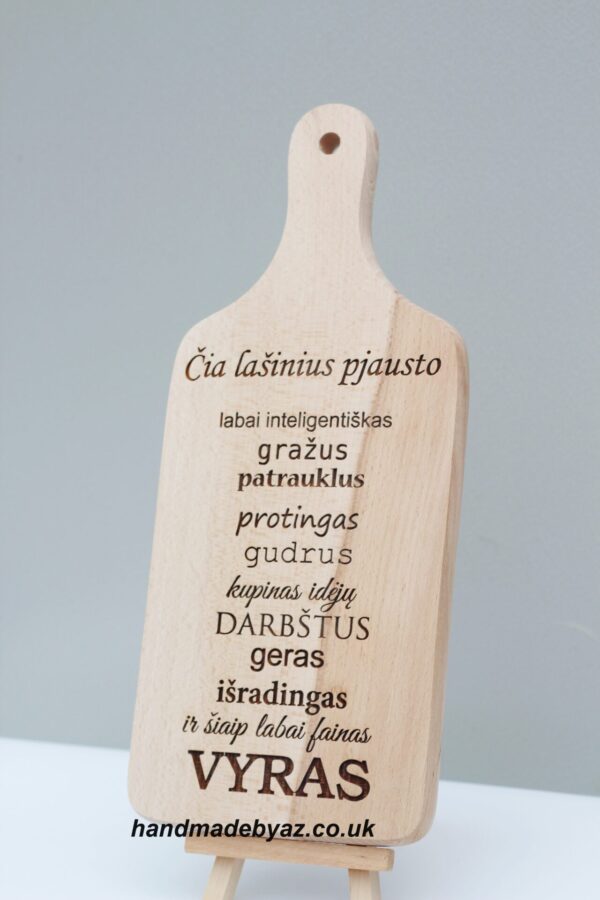 Čia lašinius pjausto
labai inteligentiškas
gražus
patrauklus
protingas
gudrus
kupinas idėjų
DARBŠTUS
geras
išradingas
ir šiaip labai fainas
VYRAS
handmadebyaz.co.uk